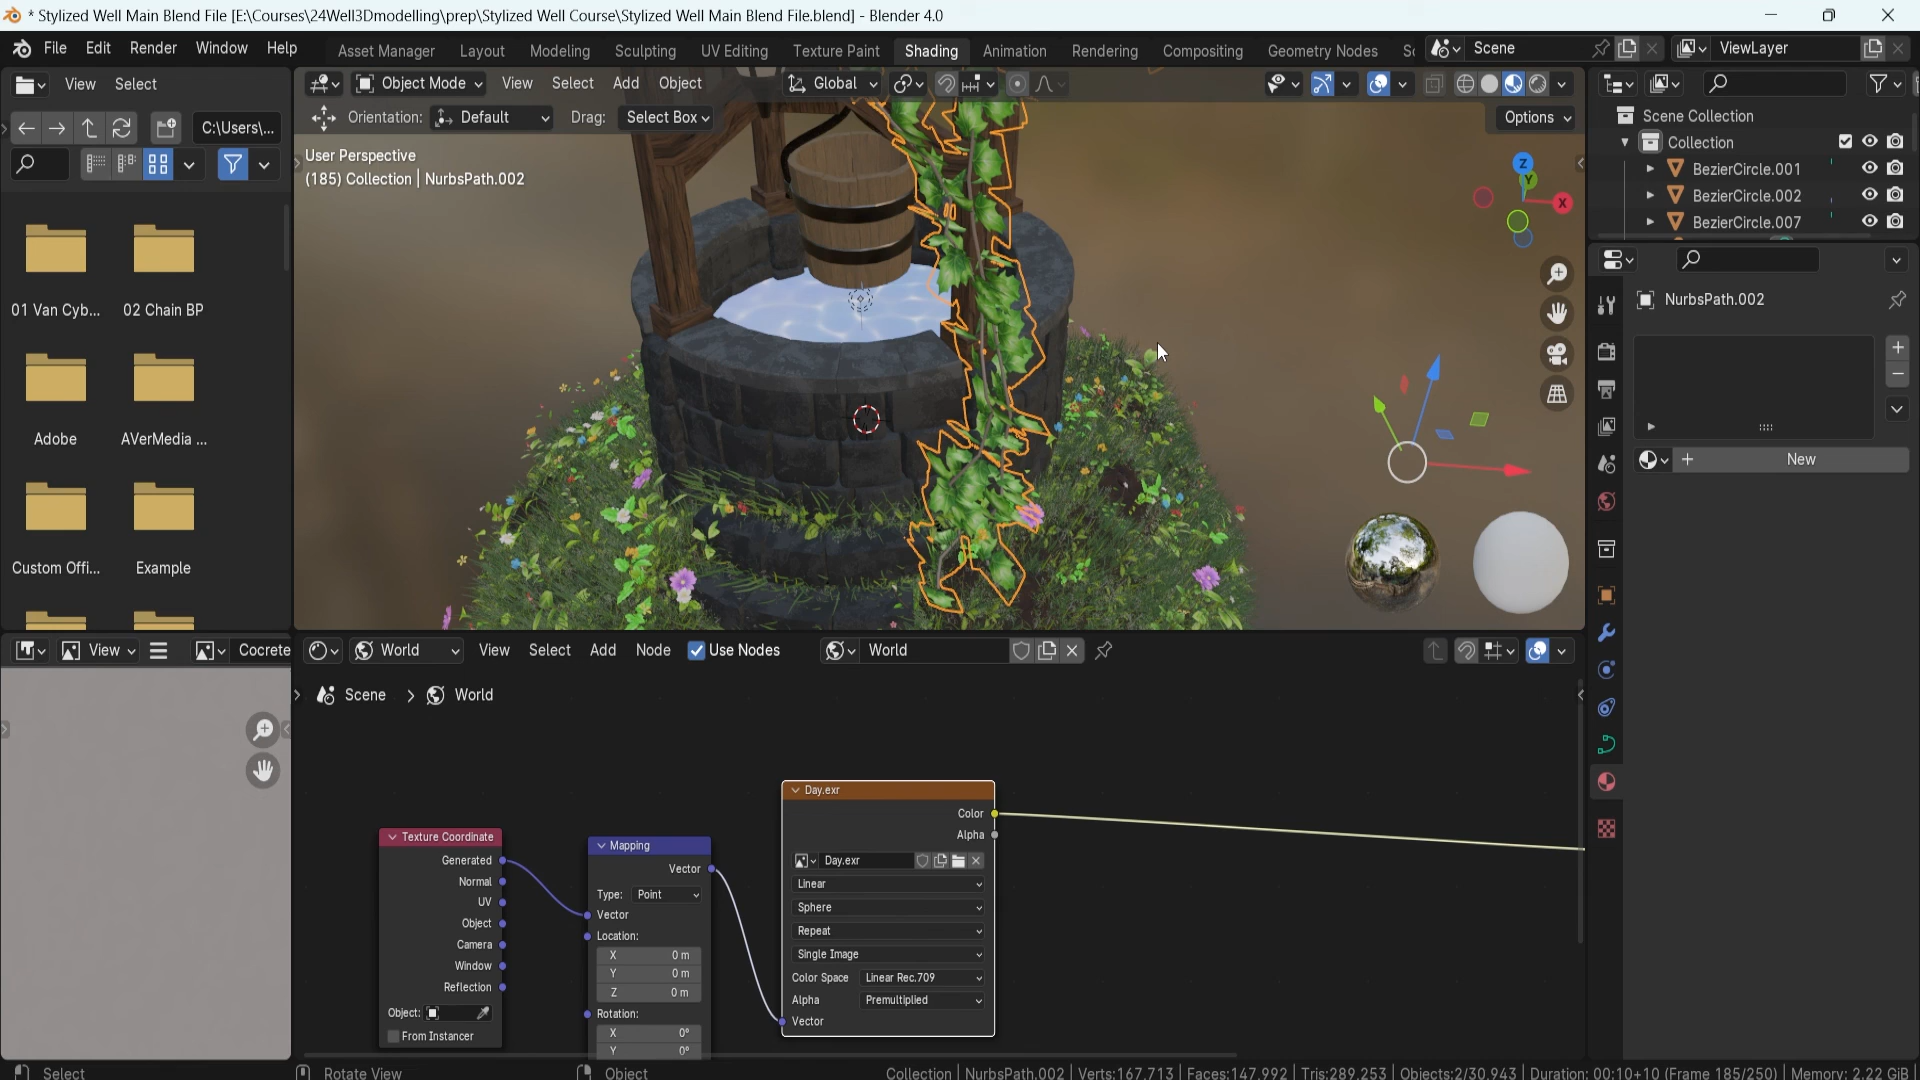 * Stylized Well Main Blend File [E:\Courses\24Well3Dmodelling\prep\Stylized Well Course\Stylized Well Main Blend File.blend] - Blender 4.0
File Edit Render Window Help Asset Manager Layout Modeling Sculpting UV Editing Texture Paint Shading Animation Rendering Compositing Geometry Nodes Sc Scene ViewLayer
View Select Object Mode View Select Add Object Global
C:\Users\... Orientation: Default Drag: Select Box Options
Scene Collection
Collection
BezierCircle.001
BezierCircle.002
BezierCircle.007
User Perspective
(185) Collection | NurbsPath.002
Z
Y
X
NurbsPath.002
New
01 Van Cyb... 02 Chain BP
Adobe AVerMedia ...
Custom Offi... Example
View Cocrete World View Select Add Node Use Nodes World
Scene > World
Texture Coordinate
Generated
Normal
UV
Object
Camera
Window
Reflection
Object:
From Instancer
Mapping
Vector
Type: Point
Vector
Location:
X 0 m
Y 0 m
Z 0 m
Rotation:
X 0°
Y 0°
Day.exr
Color
Alpha
Day.exr
Linear
Sphere
Repeat
Single Image
Color Space Linear Rec.709
Alpha Premultiplied
Vector
Select Rotate View Object Collection | NurbsPath.002 | Verts:167,713 | Faces:147,992 | Tris:289,253 | Objects:2/30,943 | Duration: 00:10+10 (Frame 185/250) | Memory: 2.22 GiB